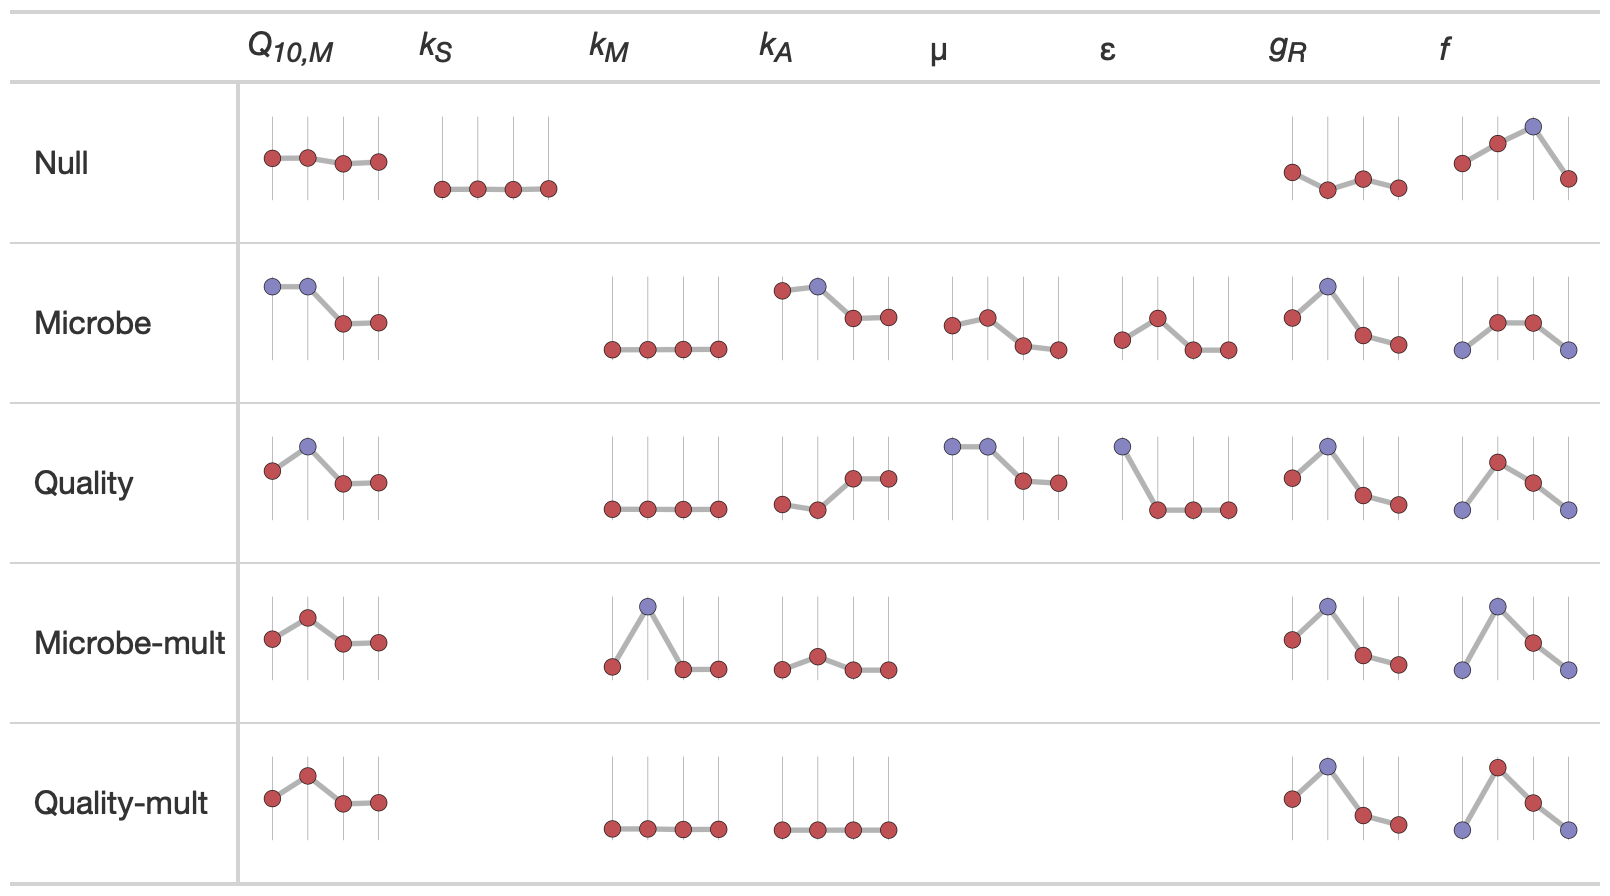 Q10,M kS kM kA μ ε gR f
Null
Microbe
Quality
Microbe-mult
Quality-mult